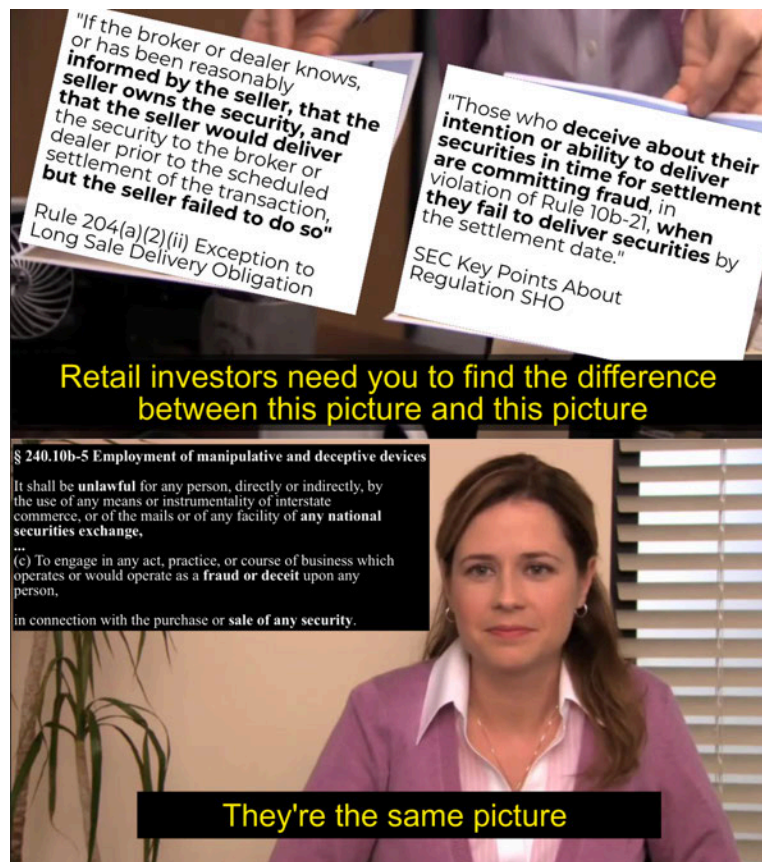 "If the broker or dealer knows,
or has been reasonably
informed by the seller, that the
seller owns the security, and
that the seller would deliver
the security to the broker or
dealer prior to the scheduled
settlement of the transaction,
but the seller failed to do so"
Rule 204(a)(2)(ii) Exception to
Long Sale Delivery Obligation
"Those who deceive about their
intention or ability to deliver
securities in time for settlement
are committing fraud, in
violation of Rule 10b-21, when
they fail to deliver securities by
the settlement date."
SEC Key Points About
Regulation SHO
Retail investors need you to find the difference
between this picture and this picture
§ 240.10b-5 Employment of manipulative and deceptive devices
It shall be unlawful for any person, directly or indirectly, by
the use of any means or instrumentality of interstate
commerce, or of the mails or of any facility of any national
securities exchange,
...
(c) To engage in any act, practice, or course of business which
operates or would operate as a fraud or deceit upon any
person,
in connection with the purchase or sale of any security.
They're the same picture